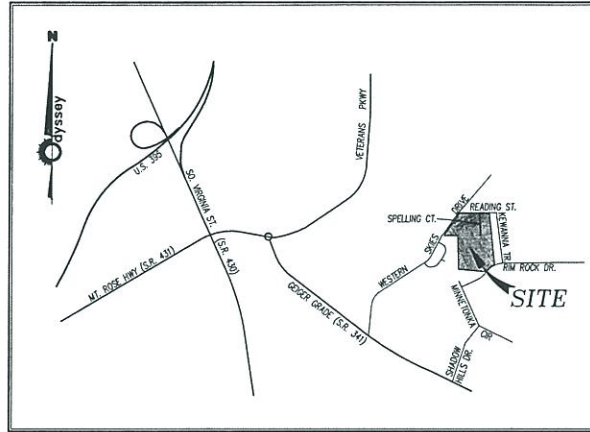 N
Odyssey
U.S. 395
SO. VIRGINIA ST.
(S.R. 430)
VETERANS PKWY
MT. ROSE HWY (S.R. 431)
GEIGER GRADE (S.R. 341)
WESTERN SKIES DRIVE
READING ST.
SPELLING CT.
KEWANNA TR.
RIM ROCK DR.
SITE
MINNETONKA
CIR
SHADOW
HILLS DR.